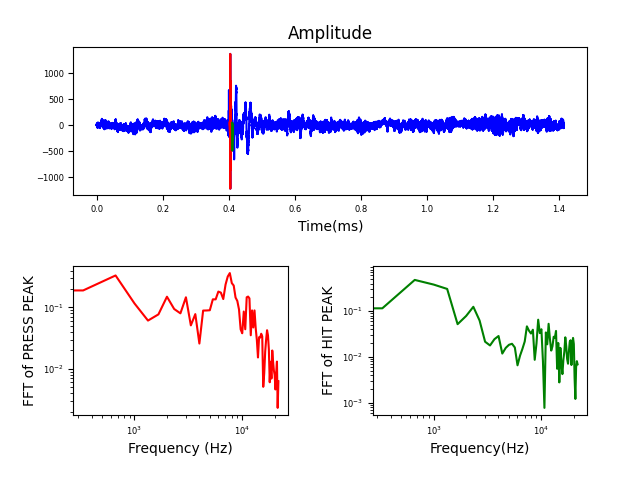 Amplitude
1000
500
0
−500
−1000
0.0 0.2 0.4 0.6 0.8 1.0 1.2 1.4
Time(ms)
FFT of PRESS PEAK
10⁻¹
10⁻²
10³ 10⁴
Frequency (Hz)
FFT of HIT PEAK
10⁻¹
10⁻²
10⁻³
10³ 10⁴
Frequency(Hz)